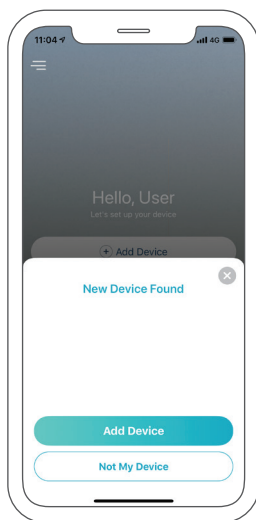 11:04
4G
Hello, User
Let's set up your device
Add Device
New Device Found
Add Device
Not My Device